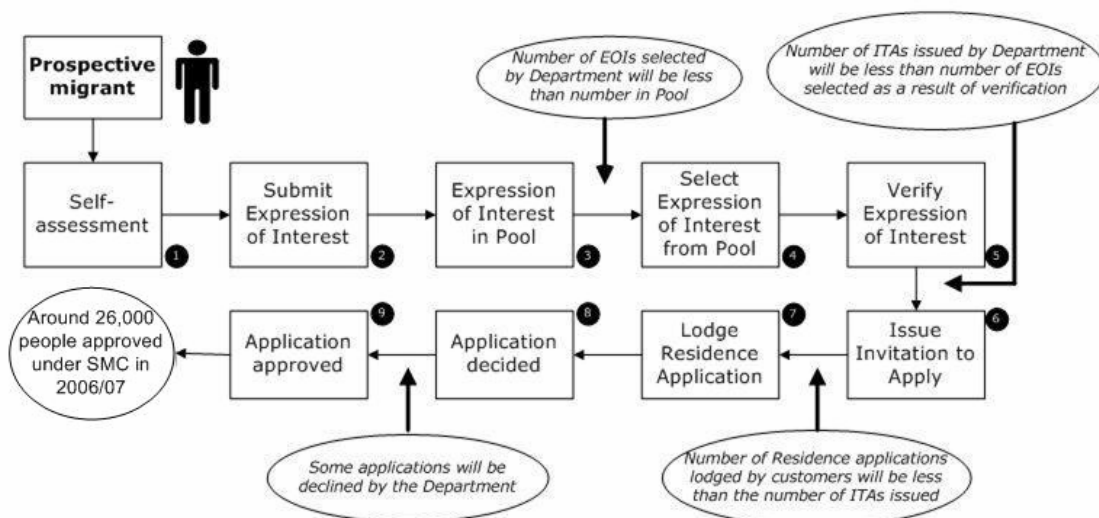 Prospective
migrant
Number of EOIs selected
by Department will be less
than number in Pool
Number of ITAs issued by Department
will be less than number of EOIs
selected as a result of verification
Self-
assessment
1
Submit
Expression
of Interest
2
Expression
of Interest
in Pool
3
Select
Expression
of Interest
from Pool
4
Verify
Expression
of Interest
5
Issue
Invitation to
Apply
6
Lodge
Residence
Application
7
Application
decided
8
Application
approved
9
Around 26,000
people approved
under SMC in
2006/07
Some applications will be
declined by the Department
Number of Residence applications
lodged by customers will be less
than the number of ITAs issued